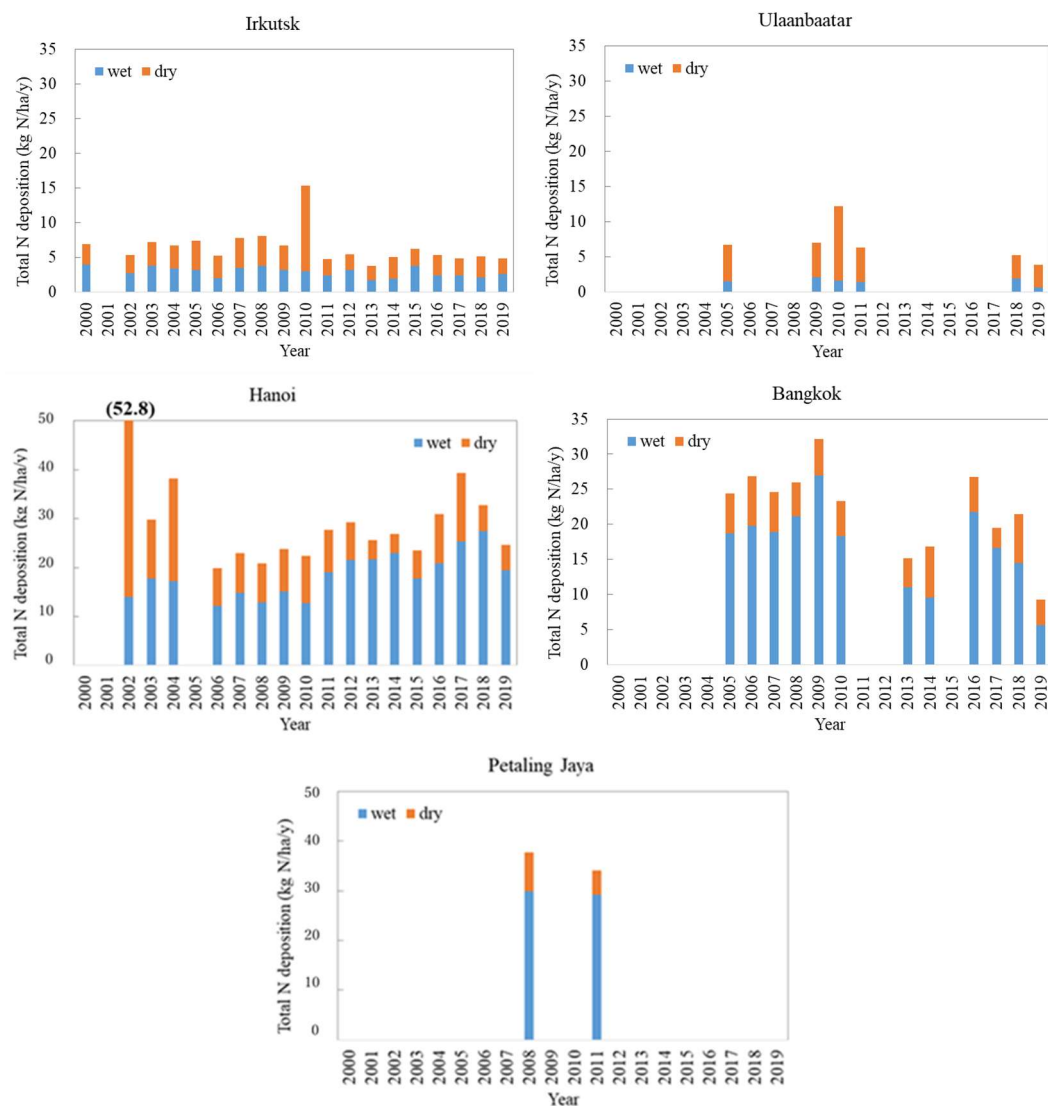 Irkutsk
35
30
25
20
15
10
5
0
Total N deposition (kg N/ha/y)
wet dry
2000 2001 2002 2003 2004 2005 2006 2007 2008 2009 2010 2011 2012 2013 2014 2015 2016 2017 2018 2019
Year
Ulaanbaatar
35
30
25
20
15
10
5
0
Total N deposition (kg N/ha/y)
wet dry
2000 2001 2002 2003 2004 2005 2006 2007 2008 2009 2010 2011 2012 2013 2014 2015 2016 2017 2018 2019
Year
Hanoi
(52.8)
50
40
30
20
10
0
Total N deposition (kg N/ha/y)
wet dry
2000 2001 2002 2003 2004 2005 2006 2007 2008 2009 2010 2011 2012 2013 2014 2015 2016 2017 2018 2019
Year
Bangkok
35
30
25
20
15
10
5
0
Total N deposition (kg N/ha/y)
wet dry
2000 2001 2002 2003 2004 2005 2006 2007 2008 2009 2010 2011 2012 2013 2014 2015 2016 2017 2018 2019
Year
Petaling Jaya
50
40
30
20
10
0
Total N deposition (kg N/ha/y)
wet dry
2000 2001 2002 2003 2004 2005 2006 2007 2008 2009 2010 2011 2012 2013 2014 2015 2016 2017 2018 2019
Year